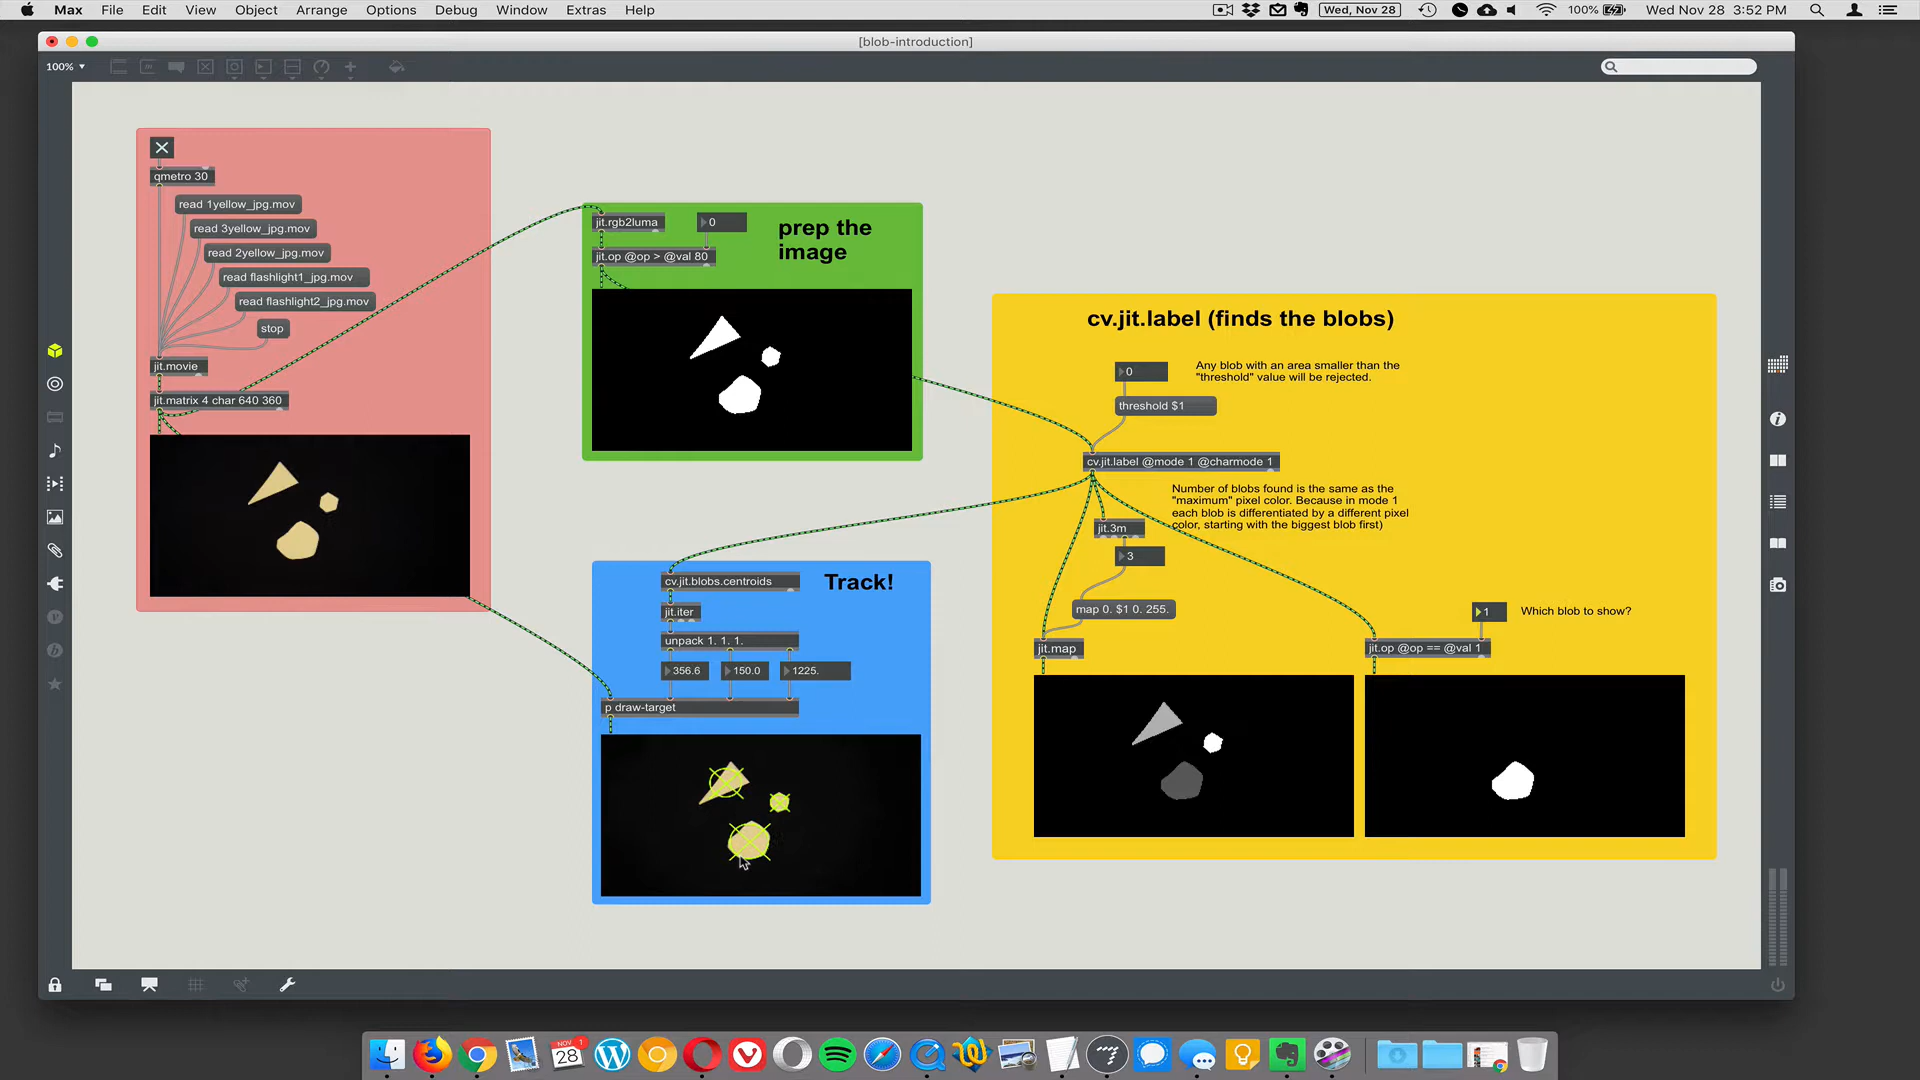 Max File Edit View Object Arrange Options Debug Window Extras Help
Wed, Nov 28
100%
Wed Nov 28 3:52 PM
[blob-introduction]
100%
qmetro 30
read 1yellow_jpg.mov
read 3yellow_jpg.mov
read 2yellow_jpg.mov
read flashlight1_jpg.mov
read flashlight2_jpg.mov
stop
jit.movie
jit.matrix 4 char 640 360
jit.rgb2luma
0
jit.op @op > @val 80
prep the
image
cv.jit.label (finds the blobs)
0
Any blob with an area smaller than the
"threshold" value will be rejected.
threshold $1
cv.jit.label @mode 1 @charmode 1
Number of blobs found is the same as the
"maximum" pixel color. Because in mode 1
each blob is differentiated by a different pixel
color, starting with the biggest blob first)
jit.3m
3
map 0. $1 0. 255.
jit.map
1
Which blob to show?
jit.op @op == @val 1
cv.jit.blobs.centroids
Track!
jit.iter
unpack 1. 1. 1.
356.6
150.0
1225.
p draw-target
NOV.
28